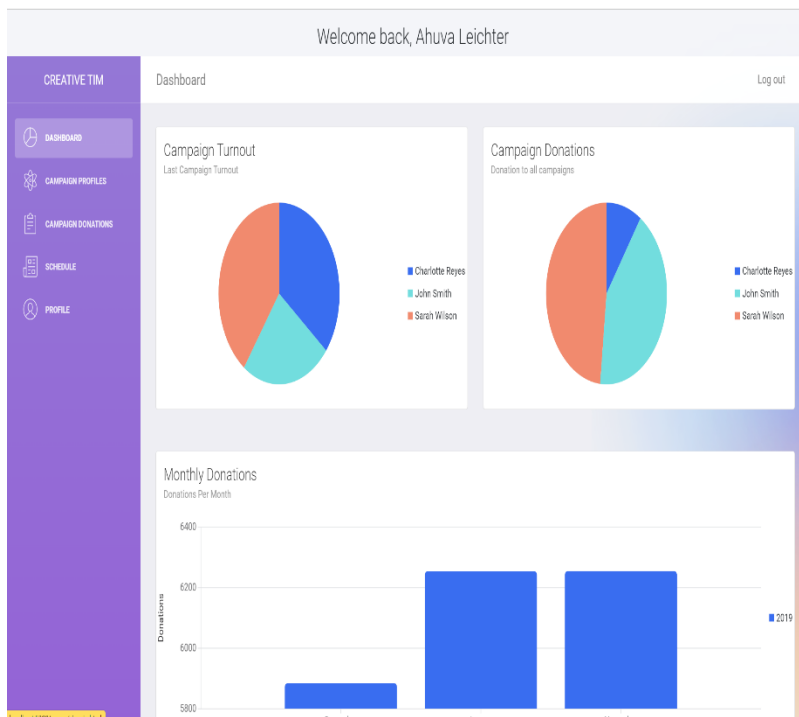 Welcome back, Ahuva Leichter
CREATIVE TIM
Dashboard
Log out
DASHBOARD
CAMPAIGN PROFILES
CAMPAIGN DONATIONS
SCHEDULE
PROFILE
Campaign Turnout
Last Campaign Turnout
Charlotte Reyes
John Smith
Sarah Wilson
Campaign Donations
Donation to all campaigns
Charlotte Reyes
John Smith
Sarah Wilson
Monthly Donations
Donations Per Month
6400
6200
6000
5800
Donations
2019